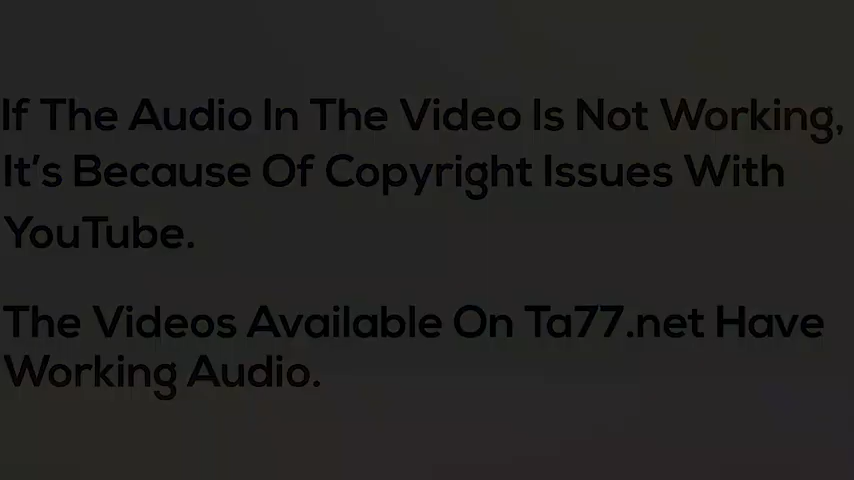 If The Audio In The Video Is Not Working,
It’s Because Of Copyright Issues With
YouTube.
The Videos Available On Ta77.net Have
Working Audio.